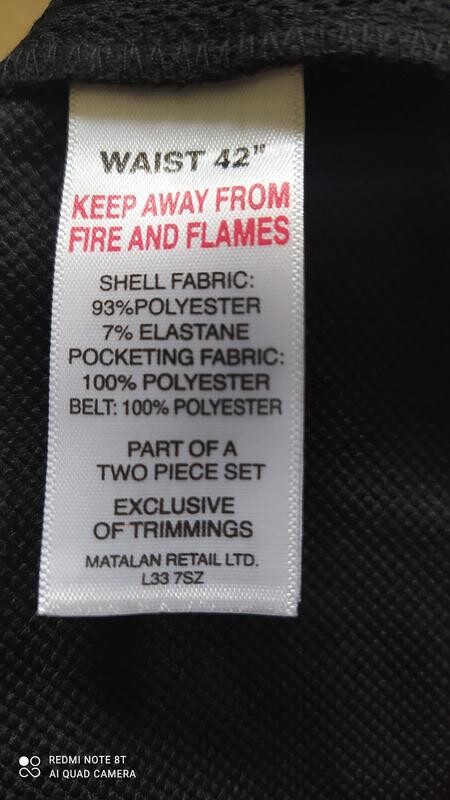 WAIST 42"
KEEP AWAY FROM
FIRE AND FLAMES
SHELL FABRIC:
93%POLYESTER
7% ELASTANE
POCKETING FABRIC:
100% POLYESTER
BELT: 100% POLYESTER
PART OF A
TWO PIECE SET
EXCLUSIVE
OF TRIMMINGS
MATALAN RETAIL LTD.
L33 7SZ
REDMI NOTE 8T
AI QUAD CAMERA